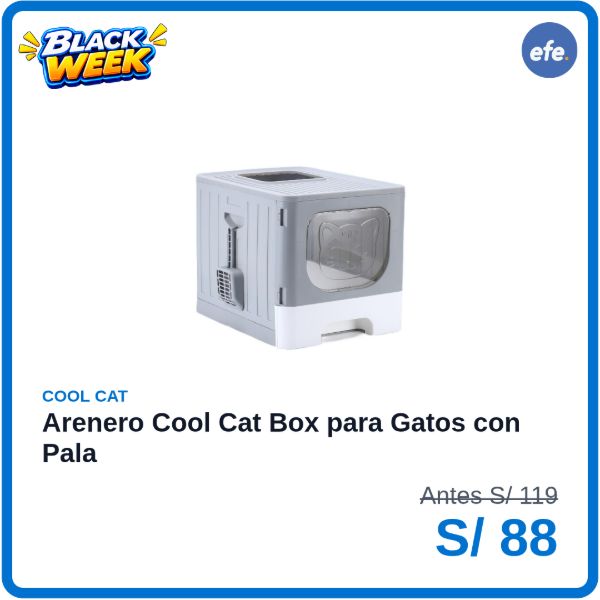 BLACK
WEEK
efe.
COOL CAT
Arenero Cool Cat Box para Gatos con
Pala
Antes S/ 119
S/ 88